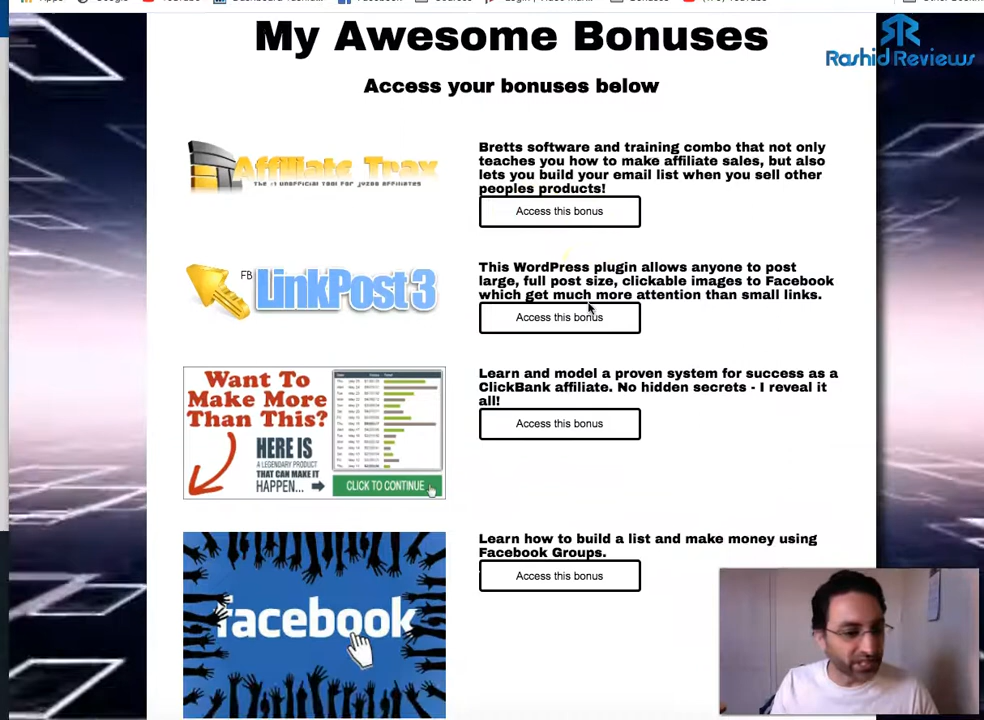 Apps Google YouTube Facebook
My Awesome Bonuses
Rashid Reviews
Access your bonuses below
Affiliate Trax
The #1 unofficial tool for jvzoo affiliates
Bretts software and training combo that not only
teaches you how to make affiliate sales, but also
lets you build your email list when you sell other
peoples products!
Access this bonus
FB LinkPost 3
This WordPress plugin allows anyone to post
large, full post size, clickable images to Facebook
which get much more attention than small links.
Access this bonus
Want To
Make More
Than This?
HERE IS
A LEGENDARY PRODUCT
THAT CAN MAKE IT
HAPPEN...
CLICK TO CONTINUE
Learn and model a proven system for success as a
ClickBank affiliate. No hidden secrets - I reveal it
all!
Access this bonus
facebook
Learn how to build a list and make money using
Facebook Groups.
Access this bonus